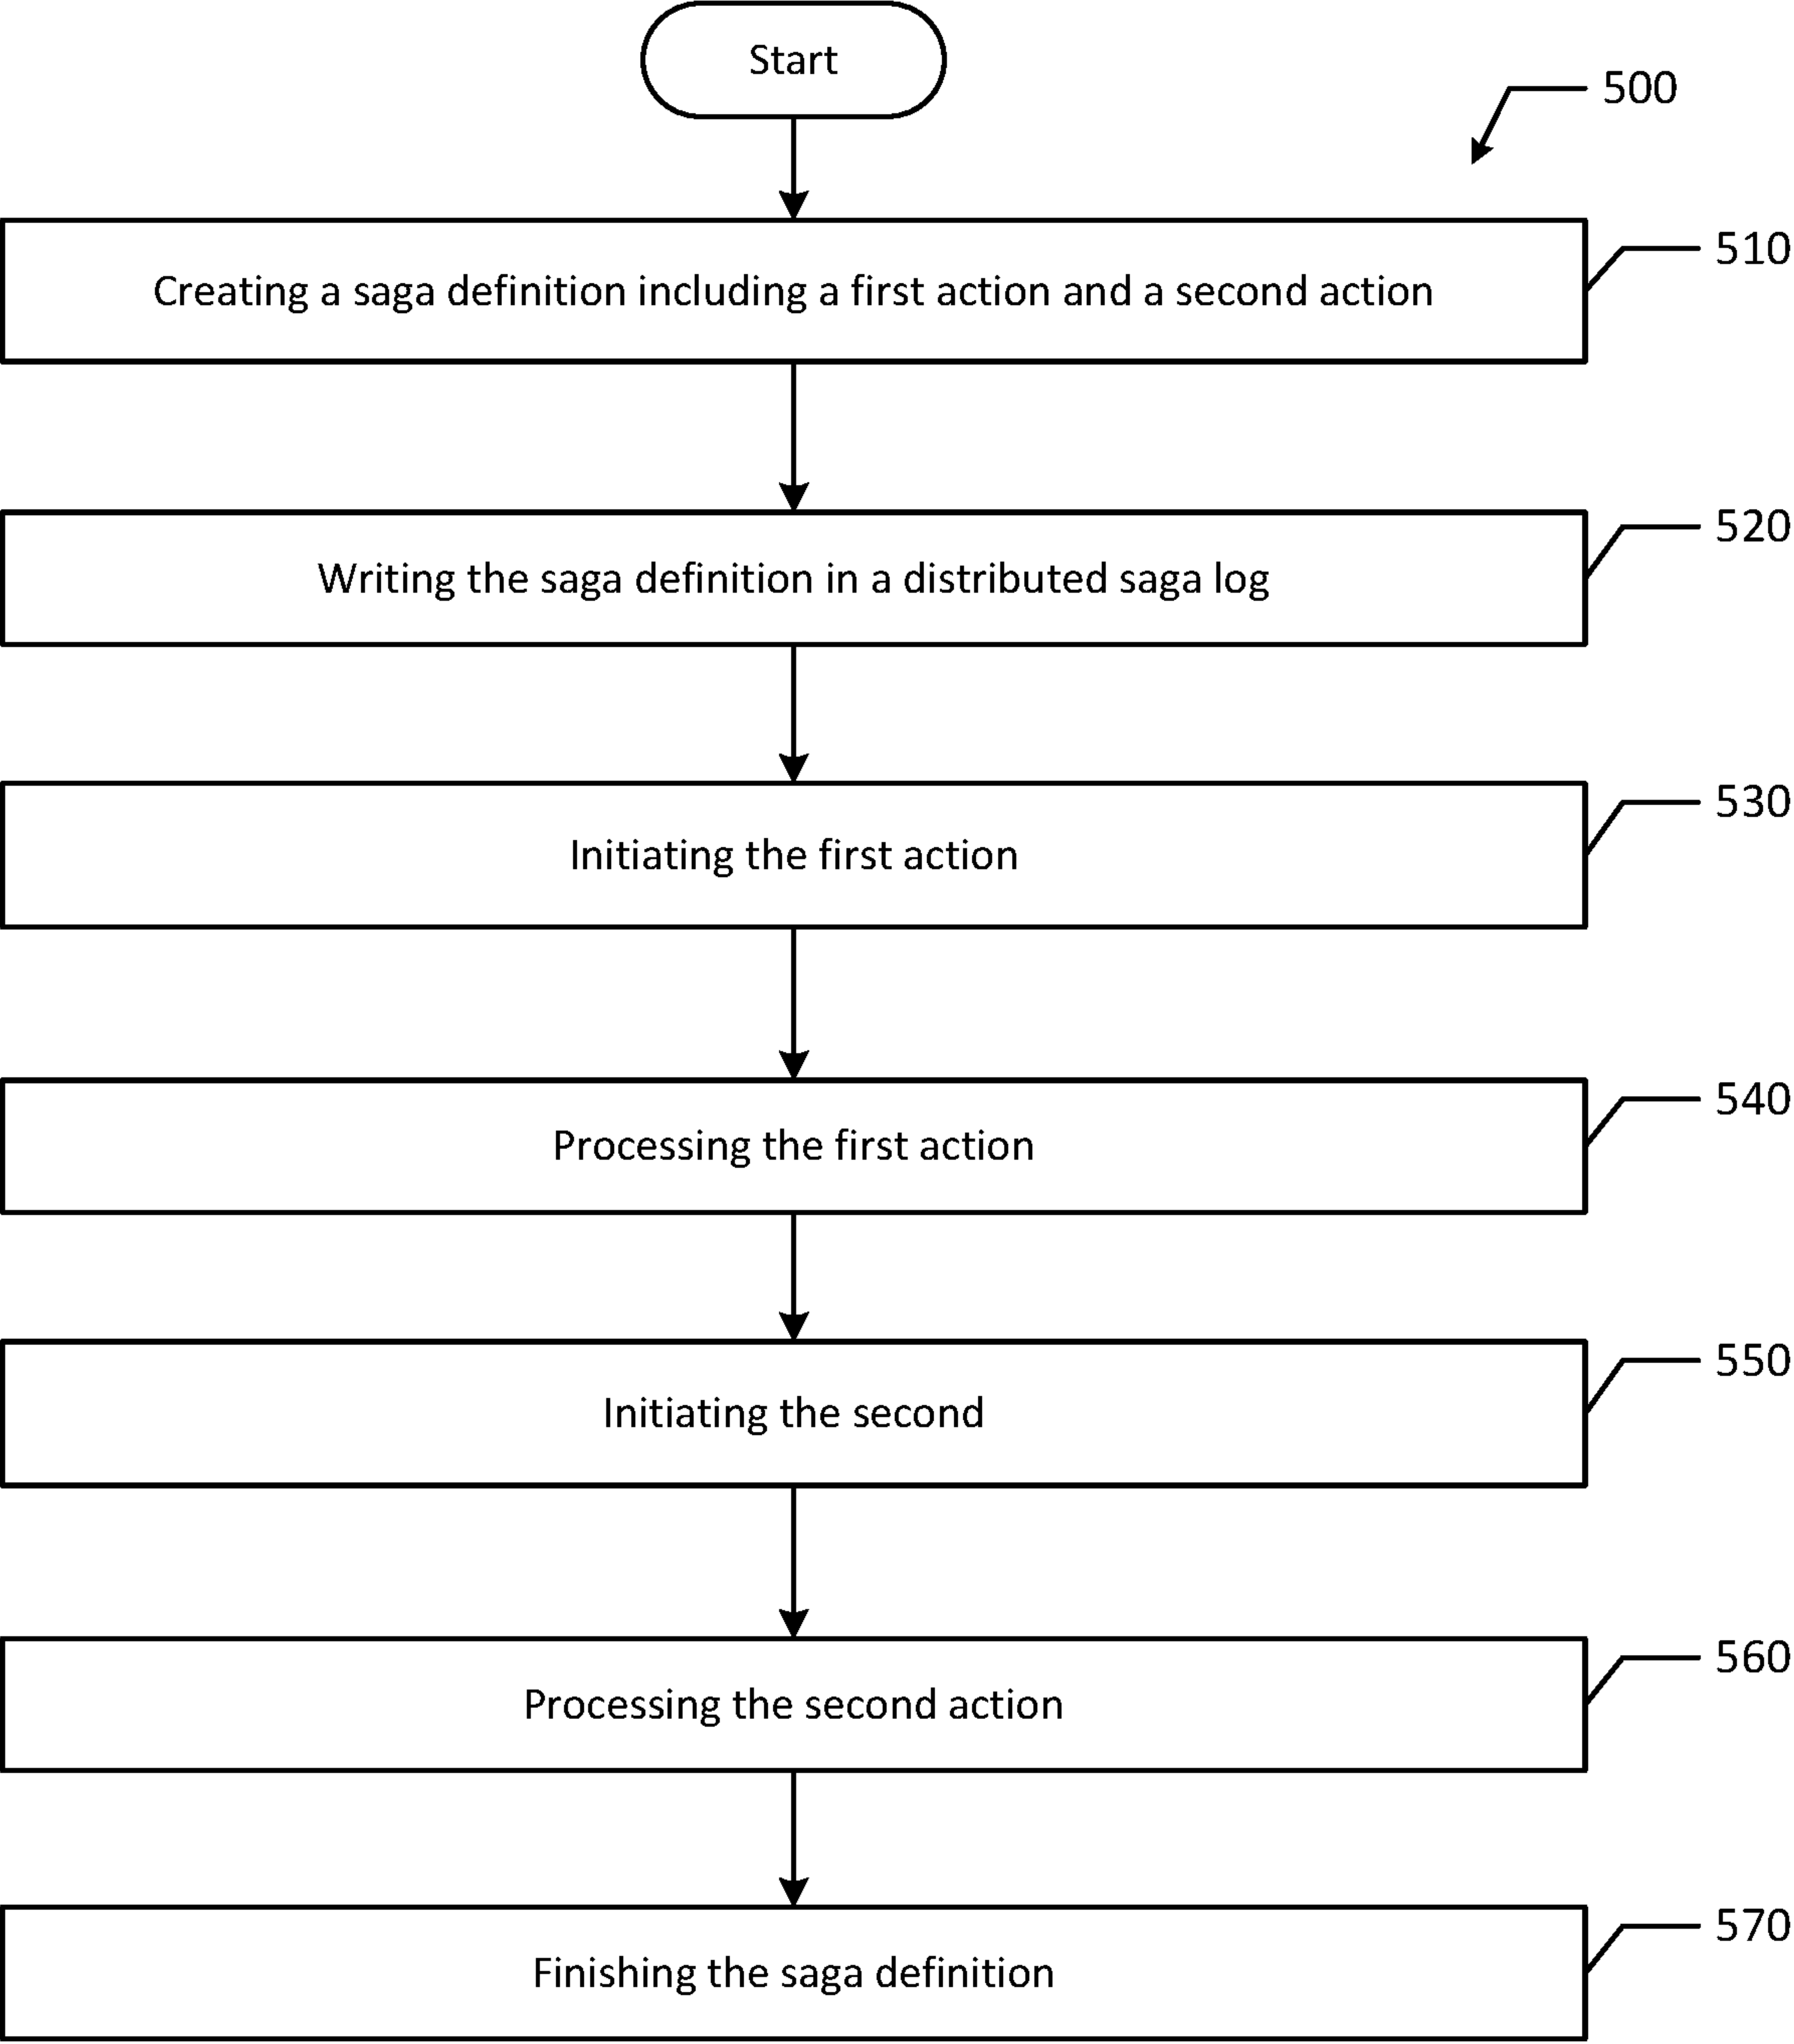 Start
500
510
Creating a saga definition including a first action and a second action
520
Writing the saga definition in a distributed saga log
530
Initiating the first action
540
Processing the first action
550
Initiating the second
560
Processing the second action
570
Finishing the saga definition